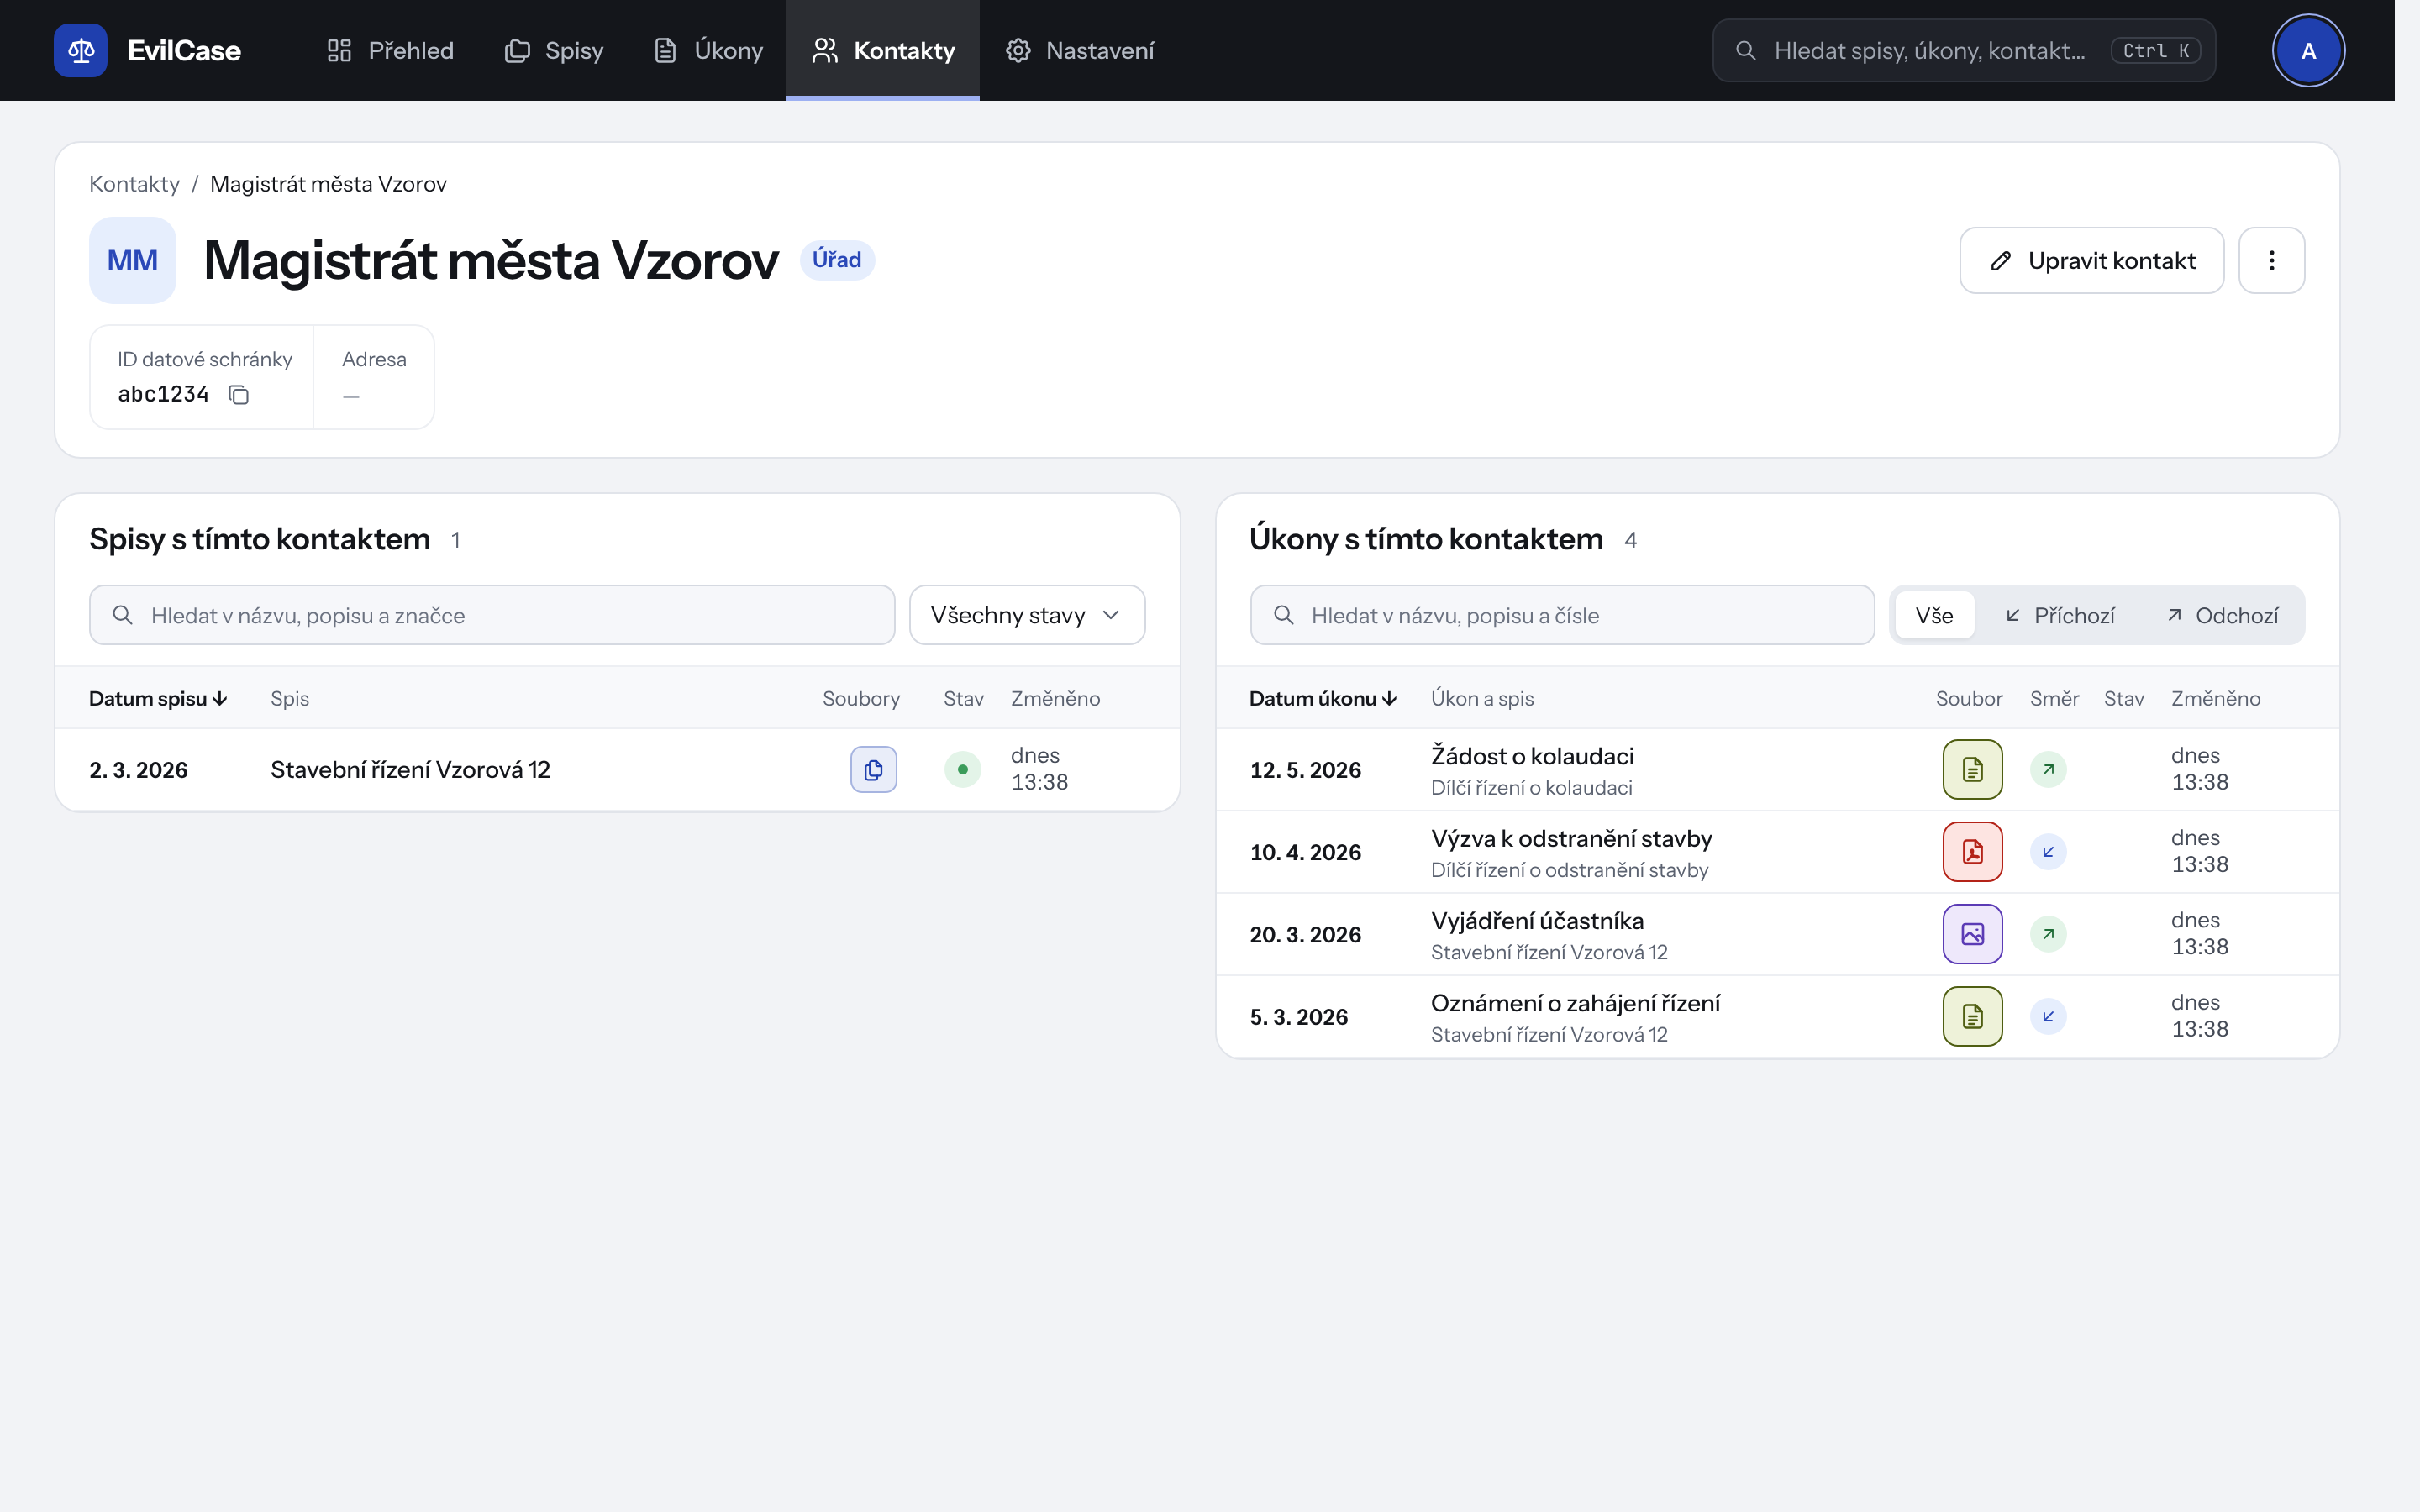 EvilCase
Přehled
Spisy
Úkony
Kontakty
Nastavení
Hledat spisy, úkony, kontakt...
Ctrl K
A
Kontakty / Magistrát města Vzorov
MM
Magistrát města Vzorov
Úřad
Upravit kontakt
ID datové schránky
abc1234
Adresa
—
Spisy s tímto kontaktem 1
Hledat v názvu, popisu a značce
Všechny stavy
Datum spisu Spis Soubory Stav Změněno
2. 3. 2026 Stavební řízení Vzorová 12 dnes 13:38
Úkony s tímto kontaktem 4
Hledat v názvu, popisu a čísle
Vše Příchozí Odchozí
Datum úkonu Úkon a spis Soubor Směr Stav Změněno
12. 5. 2026 Žádost o kolaudaci dnes 13:38
Dílčí řízení o kolaudaci
10. 4. 2026 Výzva k odstranění stavby dnes 13:38
Dílčí řízení o odstranění stavby
20. 3. 2026 Vyjádření účastníka dnes 13:38
Stavební řízení Vzorová 12
5. 3. 2026 Oznámení o zahájení řízení dnes 13:38
Stavební řízení Vzorová 12